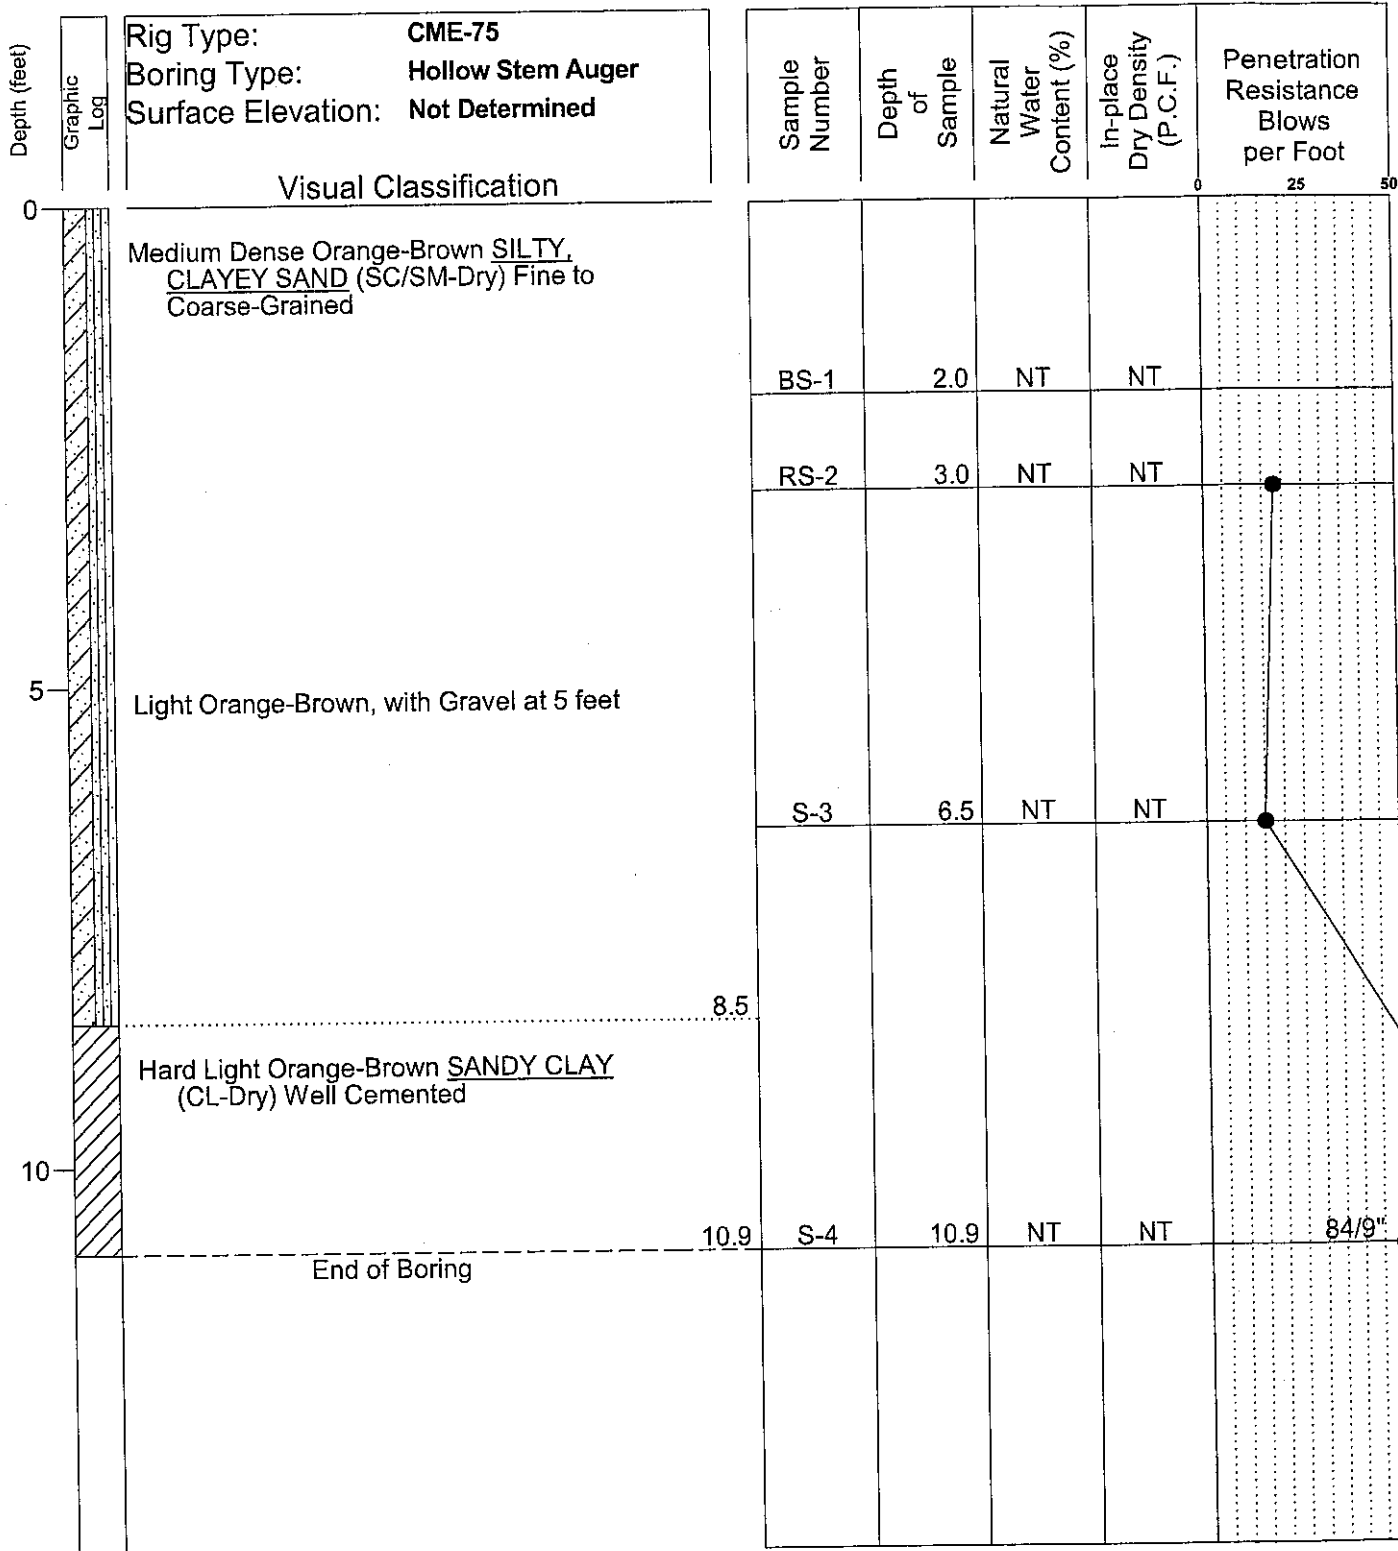 Depth (feet)
Graphic
Log
Rig Type: CME-75
Boring Type: Hollow Stem Auger
Surface Elevation: Not Determined
Visual Classification
Sample
Number
Depth
of
Sample
Natural
Water
Content (%)
In-place
Dry Density
(P.C.F.)
Penetration
Resistance
Blows
per Foot
0 25 50
0
Medium Dense Orange-Brown SILTY,
CLAYEY SAND (SC/SM-Dry) Fine to
Coarse-Grained
BS-1 2.0 NT NT
RS-2 3.0 NT NT
5
Light Orange-Brown, with Gravel at 5 feet
S-3 6.5 NT NT
8.5
Hard Light Orange-Brown SANDY CLAY
(CL-Dry) Well Cemented
10
10.9 S-4 10.9 NT NT 84/9"
End of Boring